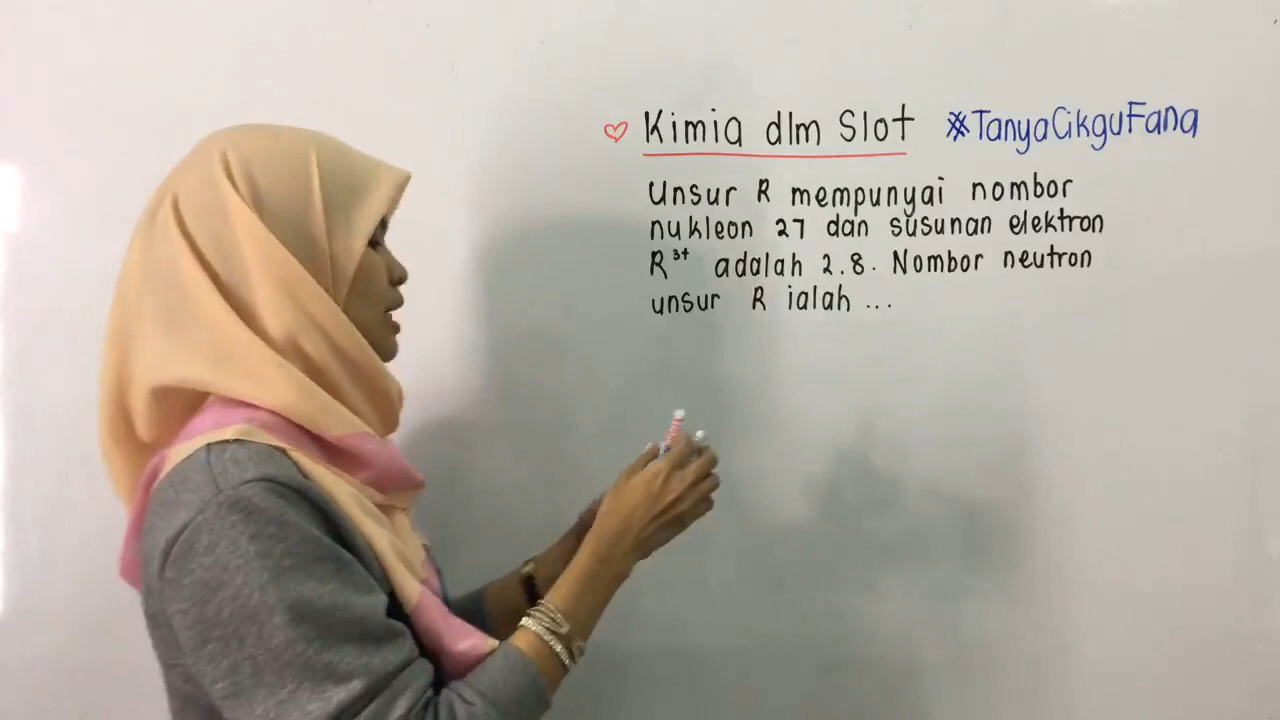 Kimia dlm Slot #TanyaCikguFana
Unsur R mempunyai nombor
nukleon 27 dan susunan elektron
R³⁺ adalah 2.8. Nombor neutron
unsur R ialah ...